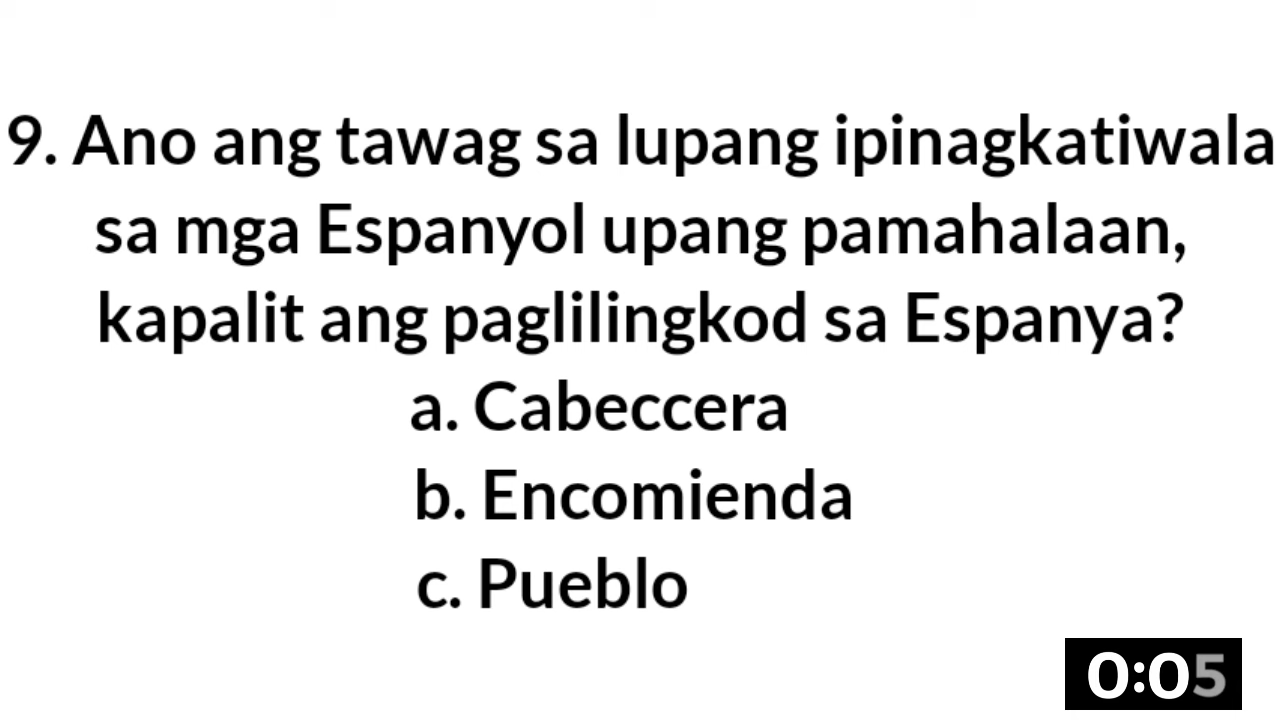 9. Ano ang tawag sa lupang ipinagkatiwala
sa mga Espanyol upang pamahalaan,
kapalit ang paglilingkod sa Espanya?
a. Cabeccera
b. Encomienda
c. Pueblo
0:05